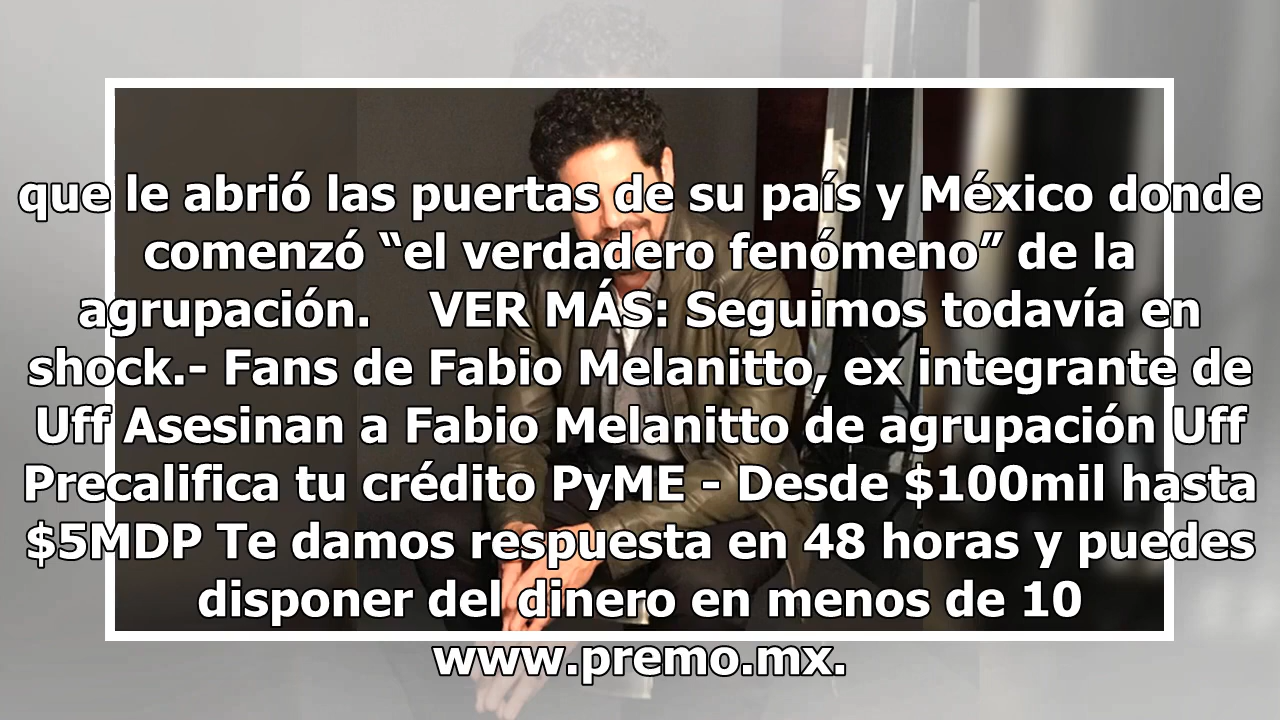 que le abrió las puertas de su país y México donde
comenzó “el verdadero fenómeno” de la
agrupación.    VER MÁS: Seguimos todavía en
shock.- Fans de Fabio Melanitto, ex integrante de
Uff Asesinan a Fabio Melanitto de agrupación Uff
Precalifica tu crédito PyME - Desde $100mil hasta
$5MDP Te damos respuesta en 48 horas y puedes
disponer del dinero en menos de 10
www.premo.mx.